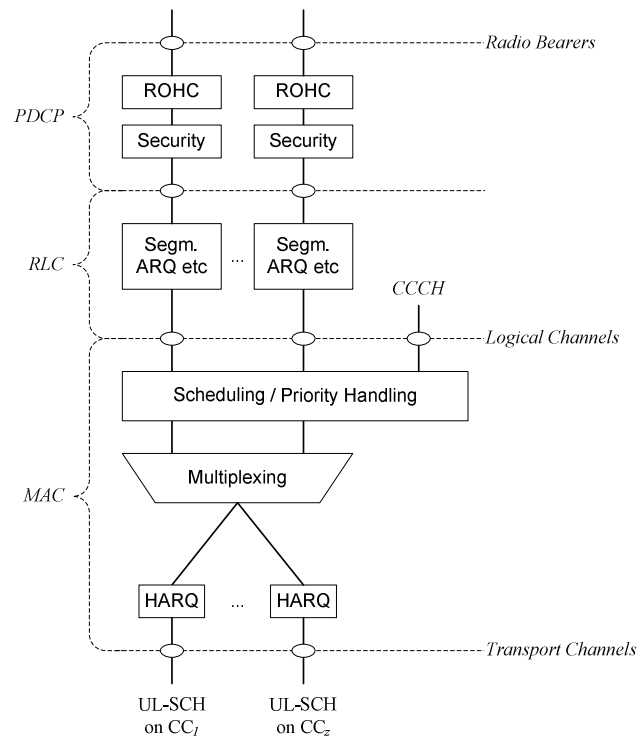 Radio Bearers
ROHC
ROHC
PDCP
Security
Security
Segm.
ARQ etc
...
Segm.
ARQ etc
RLC
CCCH
Logical Channels
Scheduling / Priority Handling
Multiplexing
MAC
HARQ
...
HARQ
Transport Channels
UL-SCH
on CC1
UL-SCH
on CCz